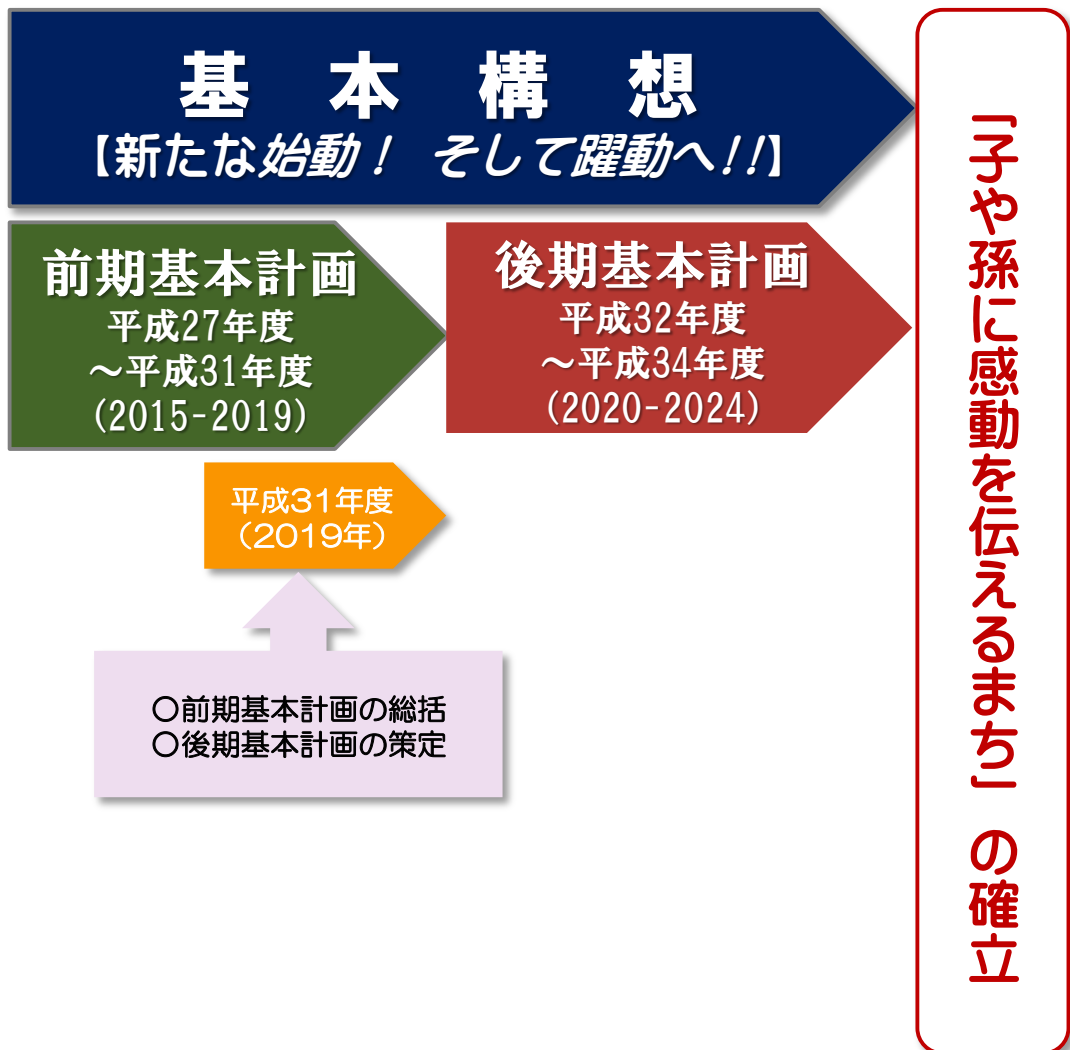 基本構想
【新たな始動！　そして躍動へ!!】
前期基本計画
平成27年度
～平成31年度
(2015-2019)
後期基本計画
平成32年度
～平成34年度
(2020-2024)
平成31年度
（2019年）
○前期基本計画の総括
○後期基本計画の策定
「子や孫に感動を伝えるまち」の確立